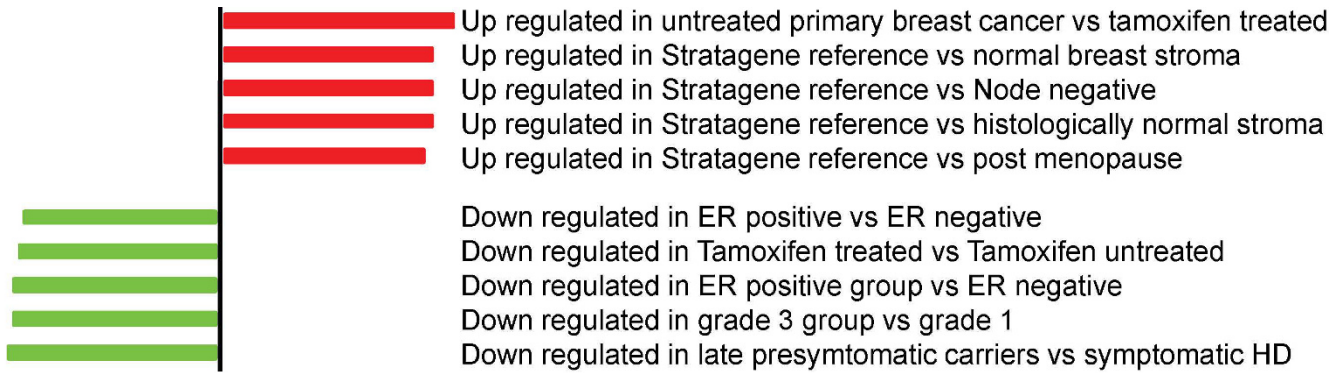 Up regulated in untreated primary breast cancer vs tamoxifen treated
Up regulated in Stratagene reference vs normal breast stroma
Up regulated in Stratagene reference vs Node negative
Up regulated in Stratagene reference vs histologically normal stroma
Up regulated in Stratagene reference vs post menopause
Down regulated in ER positive vs ER negative
Down regulated in Tamoxifen treated vs Tamoxifen untreated
Down regulated in ER positive group vs ER negative
Down regulated in grade 3 group vs grade 1
Down regulated in late presymtomatic carriers vs symptomatic HD